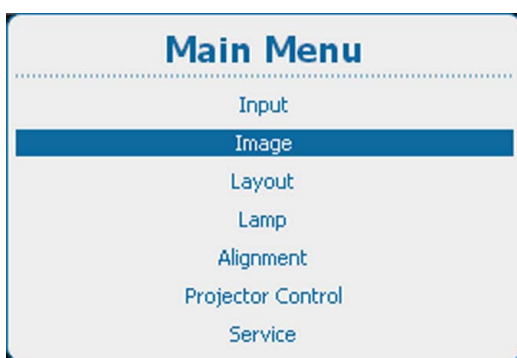 Main Menu
Input
Image
Layout
Lamp
Alignment
Projector Control
Service